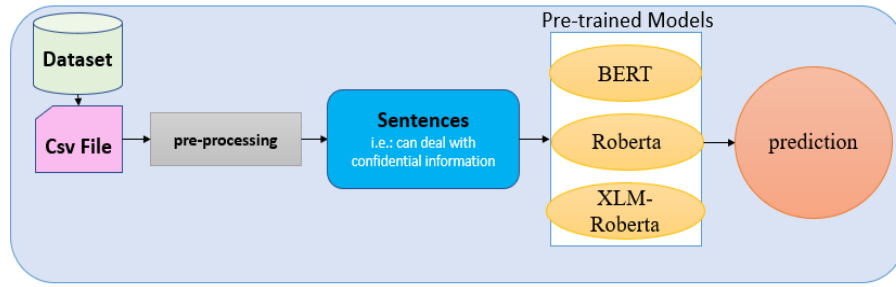 Pre-trained Models
Dataset
Csv File
pre-processing
Sentences
i.e.: can deal with
confidential information
BERT
Roberta
XLM-
Roberta
prediction